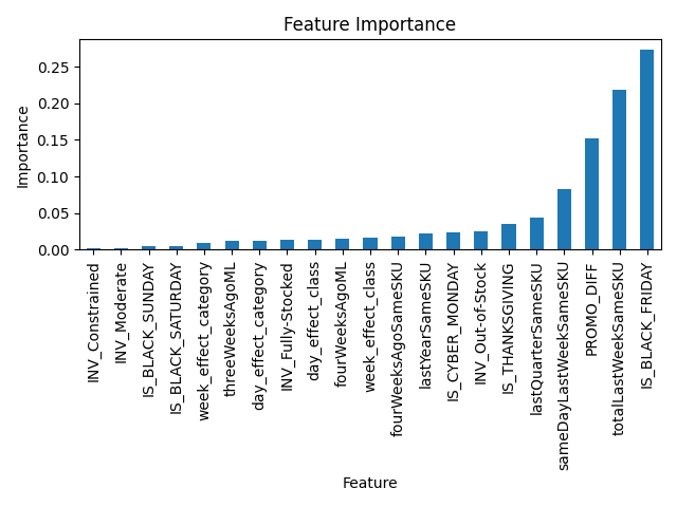 Feature Importance
Importance
0.25
0.20
0.15
0.10
0.05
0.00
INV_Constrained
INV_Moderate
IS_BLACK_SUNDAY
IS_BLACK_SATURDAY
week_effect_category
threeWeeksAgoML
day_effect_category
INV_Fully-Stocked
day_effect_class
fourWeeksAgoML
week_effect_class
fourWeeksAgoSameSKU
lastYearSameSKU
IS_CYBER_MONDAY
INV_Out-of-Stock
IS_THANKSGIVING
lastQuarterSameSKU
sameDayLastWeekSameSKU
PROMO_DIFF
totalLastWeekSameSKU
IS_BLACK_FRIDAY
Feature